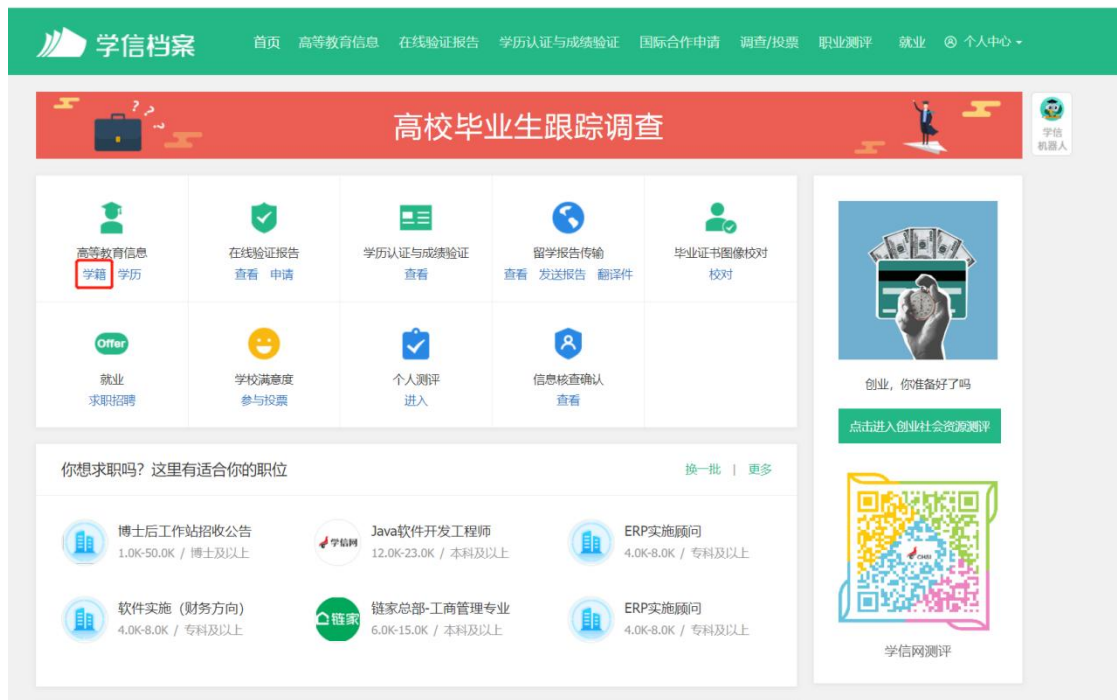 学信档案
首页 高等教育信息 在线验证报告 学历认证与成绩验证 国际合作申请 调查/投票 职业测评 就业 个人中心
? ? ?
高校毕业生跟踪调查
学信
机器人
高等教育信息
学籍 学历
在线验证报告
查看 申请
学历认证与成绩验证
查看
留学报告传输
查看 发送报告 翻译件
毕业证书图像校对
校对
Offer
就业
求职招聘
学校满意度
参与投票
个人测评
进入
信息核查确认
查看
创业，你准备好了吗
点击进入创业社会资源测评
你想求职吗？这里有适合你的职位
换一批 | 更多
博士后工作站招收公告
1.0K-50.0K / 博士及以上
学信网
Java软件开发工程师
12.0K-23.0K / 本科及以上
ERP实施顾问
4.0K-8.0K / 专科及以上
软件实施（财务方向)
4.0K-8.0K / 专科及以上
链家
链家总部-工商管理专业
6.0K-15.0K / 本科及以上
ERP实施顾问
4.0K-8.0K / 专科及以上
CHSI
学信网测评